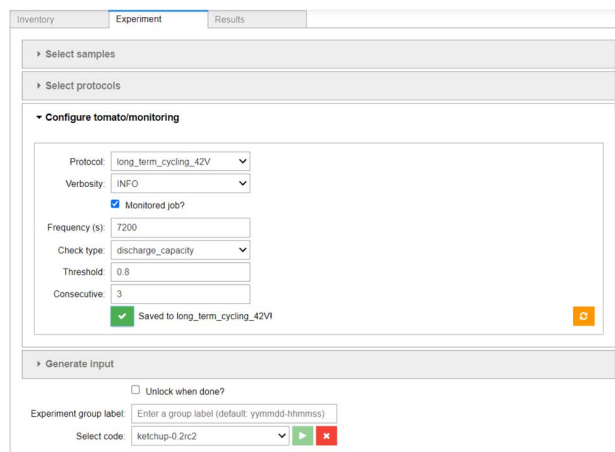 Inventory
Experiment
Results
Select samples
Select protocols
Configure tomato/monitoring
Protocol: long_term_cycling_42V
Verbosity: INFO
Monitored job?
Frequency (s): 7200
Check type: discharge_capacity
Threshold: 0.8
Consecutive: 3
Saved to long_term_cycling_42V!
Generate input
Unlock when done?
Experiment group label: Enter a group label (default: yymmdd-hhmmss)
Select code: ketchup-0.2rc2